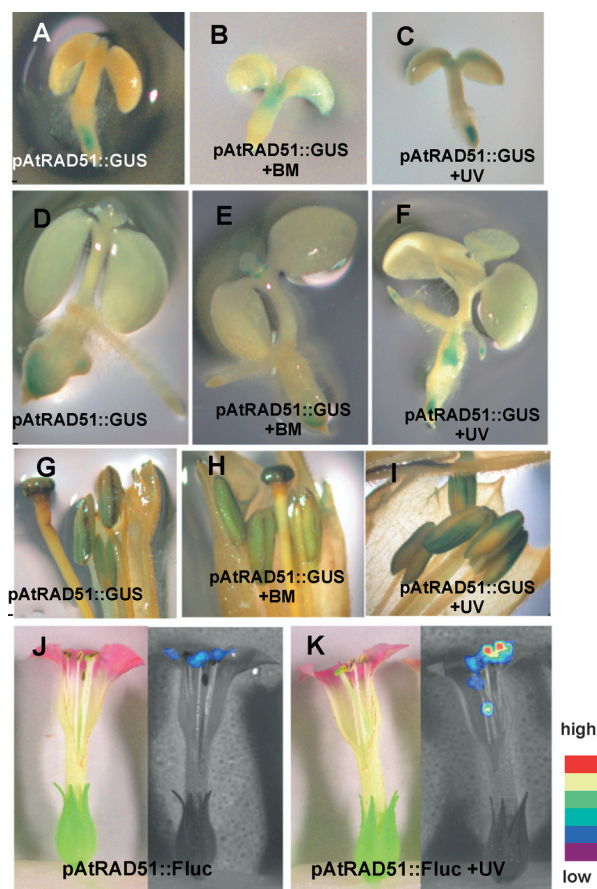 A
pAtRAD51::GUS
B
pAtRAD51::GUS
+BM
C
pAtRAD51::GUS
+UV
D
pAtRAD51::GUS
E
pAtRAD51::GUS
+BM
F
pAtRAD51::GUS
+UV
G
pAtRAD51::GUS
H
pAtRAD51::GUS
+BM
I
pAtRAD51::GUS
+UV
J
pAtRAD51::Fluc
K
pAtRAD51::Fluc +UV
high
low